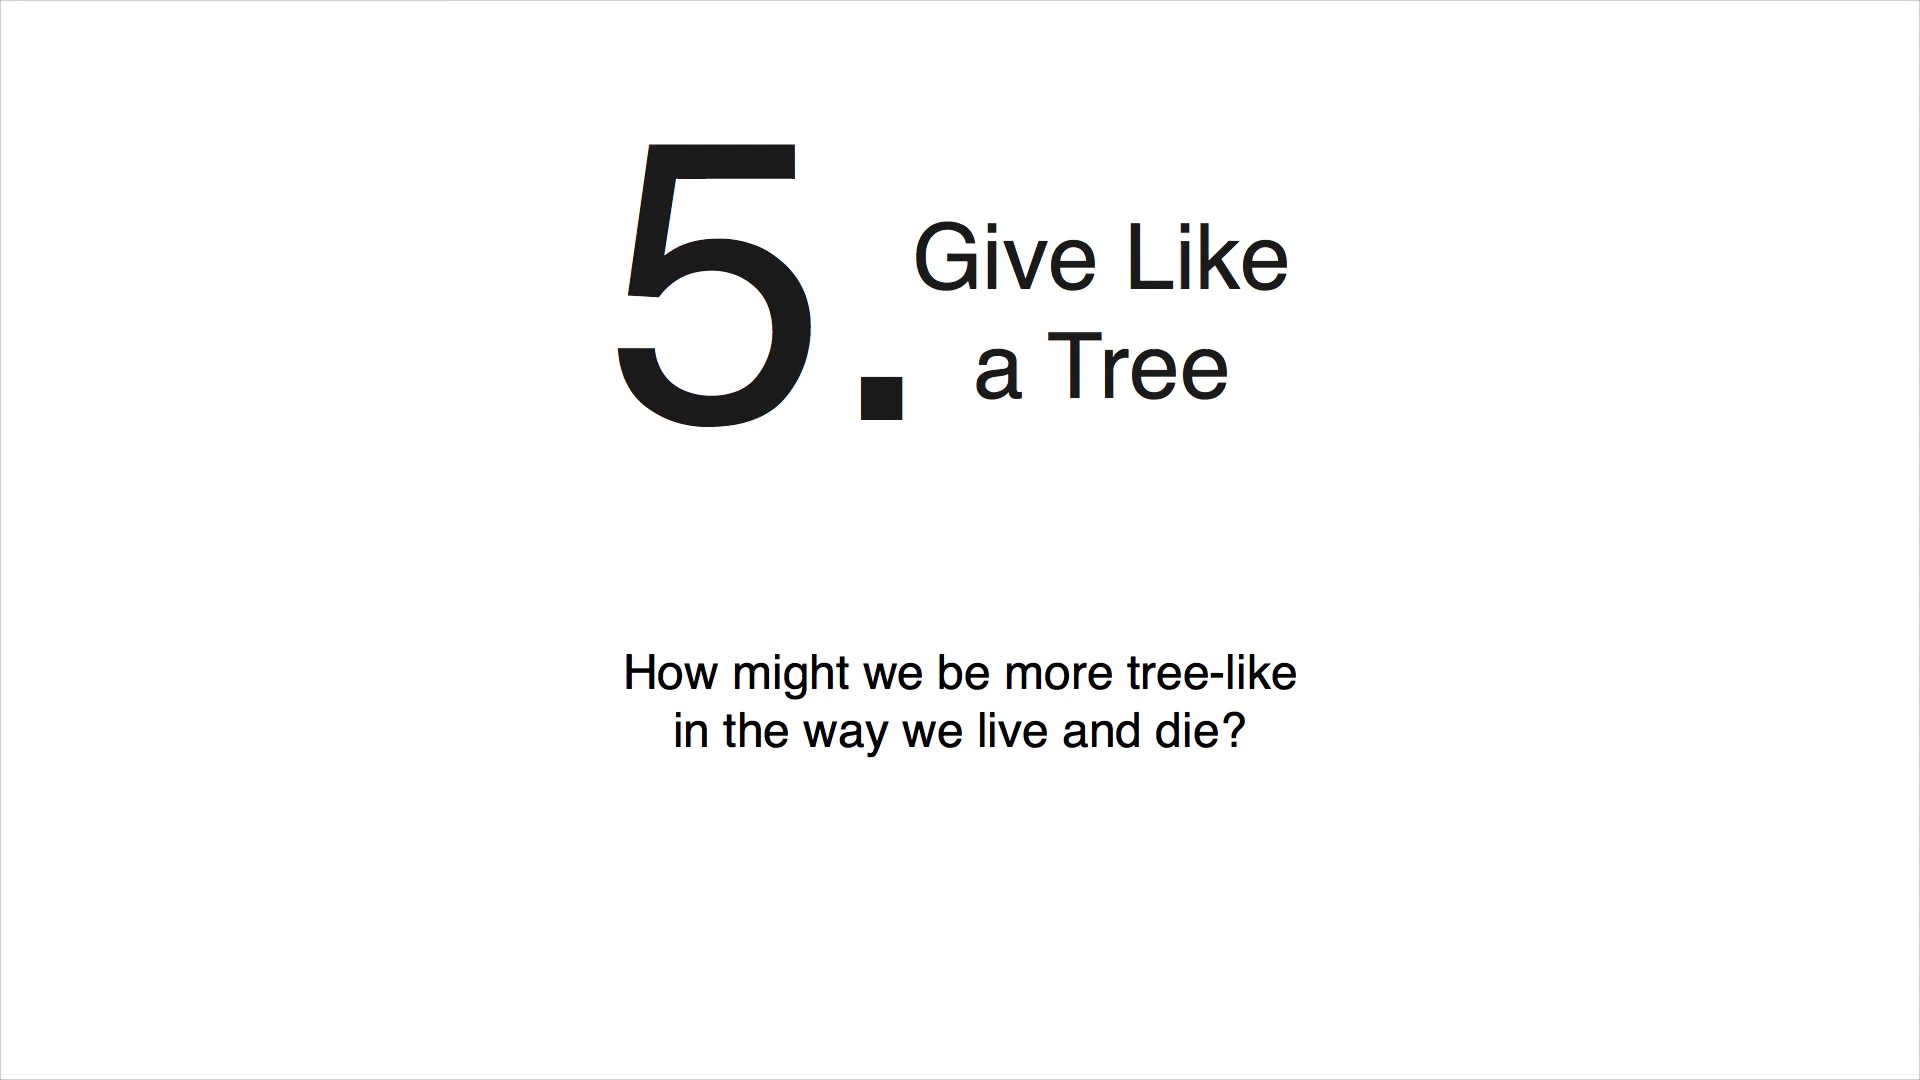 5.
Give Like
a Tree
How might we be more tree-like
in the way we live and die?